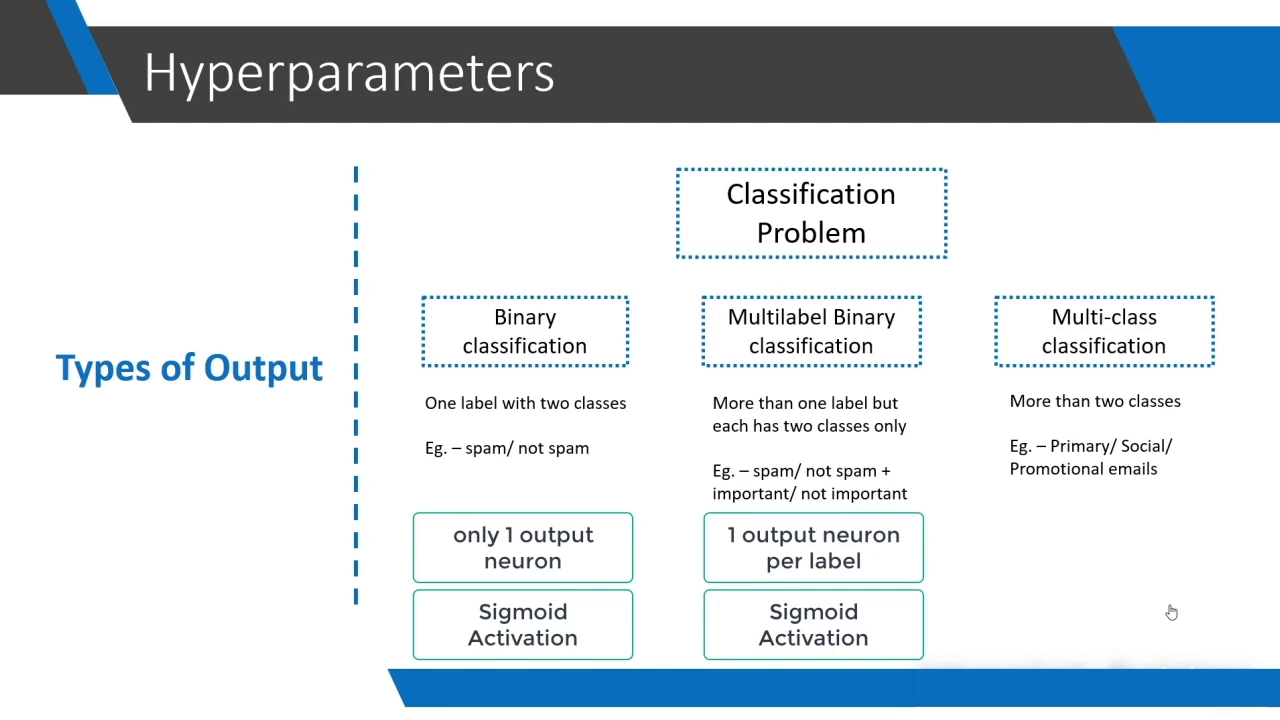 Hyperparameters
Types of Output
Classification
Problem
Binary
classification
One label with two classes
Eg. – spam/ not spam
only 1 output
neuron
Sigmoid
Activation
Multilabel Binary
classification
More than one label but
each has two classes only
Eg. – spam/ not spam +
important/ not important
1 output neuron
per label
Sigmoid
Activation
Multi-class
classification
More than two classes
Eg. – Primary/ Social/
Promotional emails